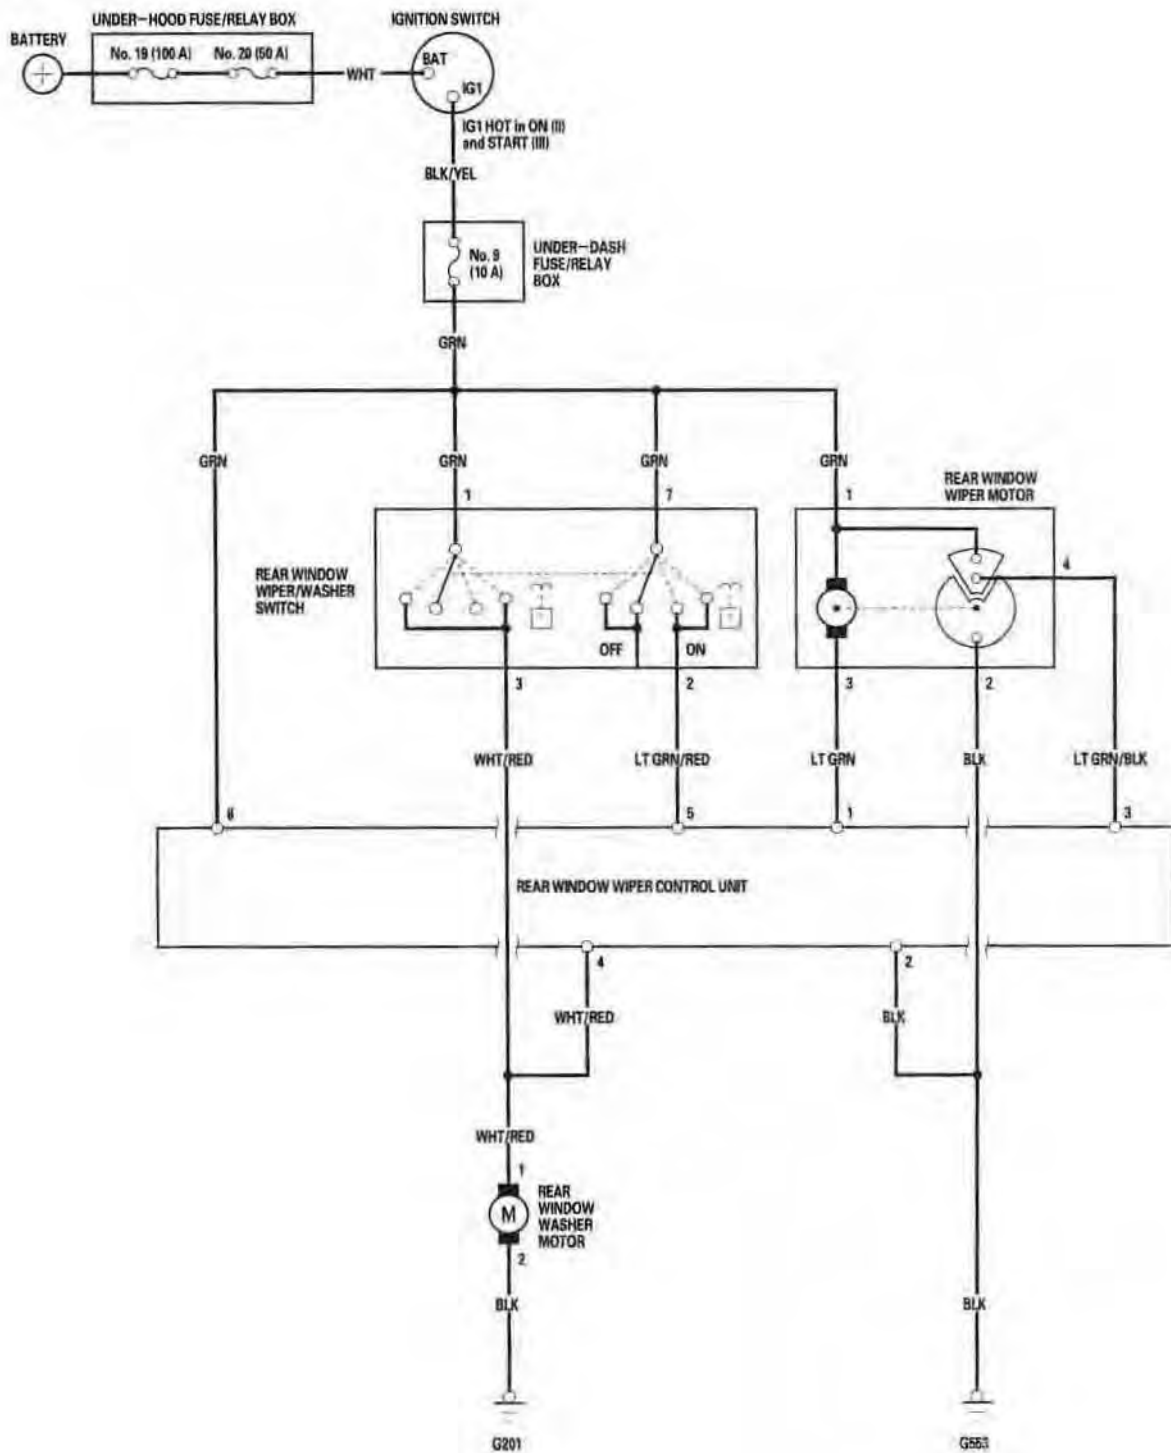 UNDER-HOOD FUSE/RELAY BOX
IGNITION SWITCH
BATTERY
No. 19 (100 A)
No. 20 (50 A)
BAT
WHT
IG1
IG1 HOT in ON (II)
and START (III)
BLK/YEL
No. 9
(10 A)
UNDER-DASH
FUSE/RELAY
BOX
GRN
GRN
GRN
GRN
GRN
1
7
1
REAR WINDOW
WIPER MOTOR
4
REAR WINDOW
WIPER/WASHER
SWITCH
OFF
ON
3
2
3
2
WHT/RED
LT GRN/RED
LT GRN
BLK
LT GRN/BLK
6
5
1
3
REAR WINDOW WIPER CONTROL UNIT
4
2
WHT/RED
BLK
WHT/RED
1
M
REAR
WINDOW
WASHER
MOTOR
2
BLK
BLK
G201
G553